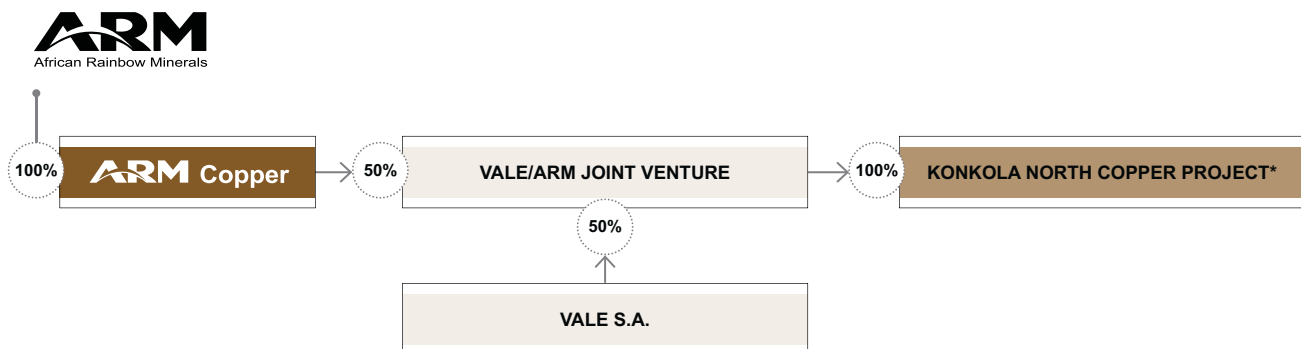 ARM
African Rainbow Minerals
100%
ARM Copper
50%
VALE/ARM JOINT VENTURE
100%
KONKOLA NORTH COPPER PROJECT*
50%
VALE S.A.